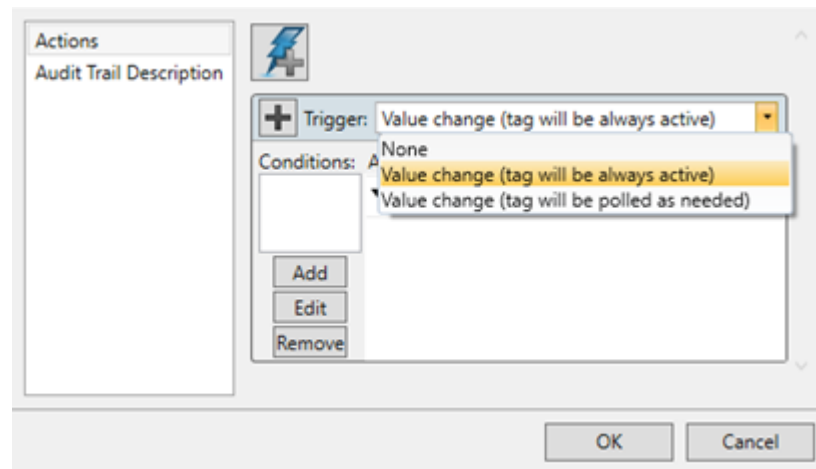 Actions
Audit Trail Description
Trigger: Value change (tag will be always active)
None
Conditions: A
Value change (tag will be always active)
Value change (tag will be polled as needed)
Add
Edit
Remove
OK Cancel